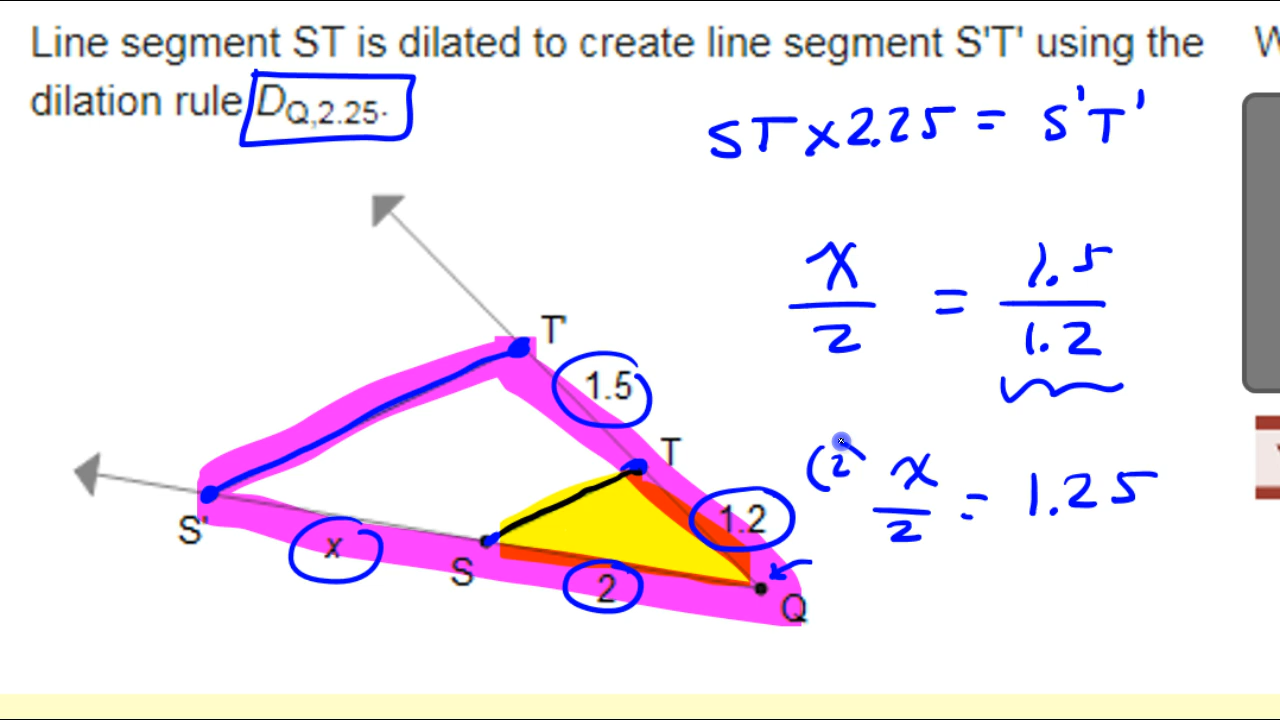 Line segment ST is dilated to create line segment S'T' using the
dilation rule D_Q,2.25.
W
ST x 2.25 = S'T'
x/2 = 1.5/1.2
T'
1.5
T
(2 x/2 = 1.25
1.2
S'
x
S
2
Q